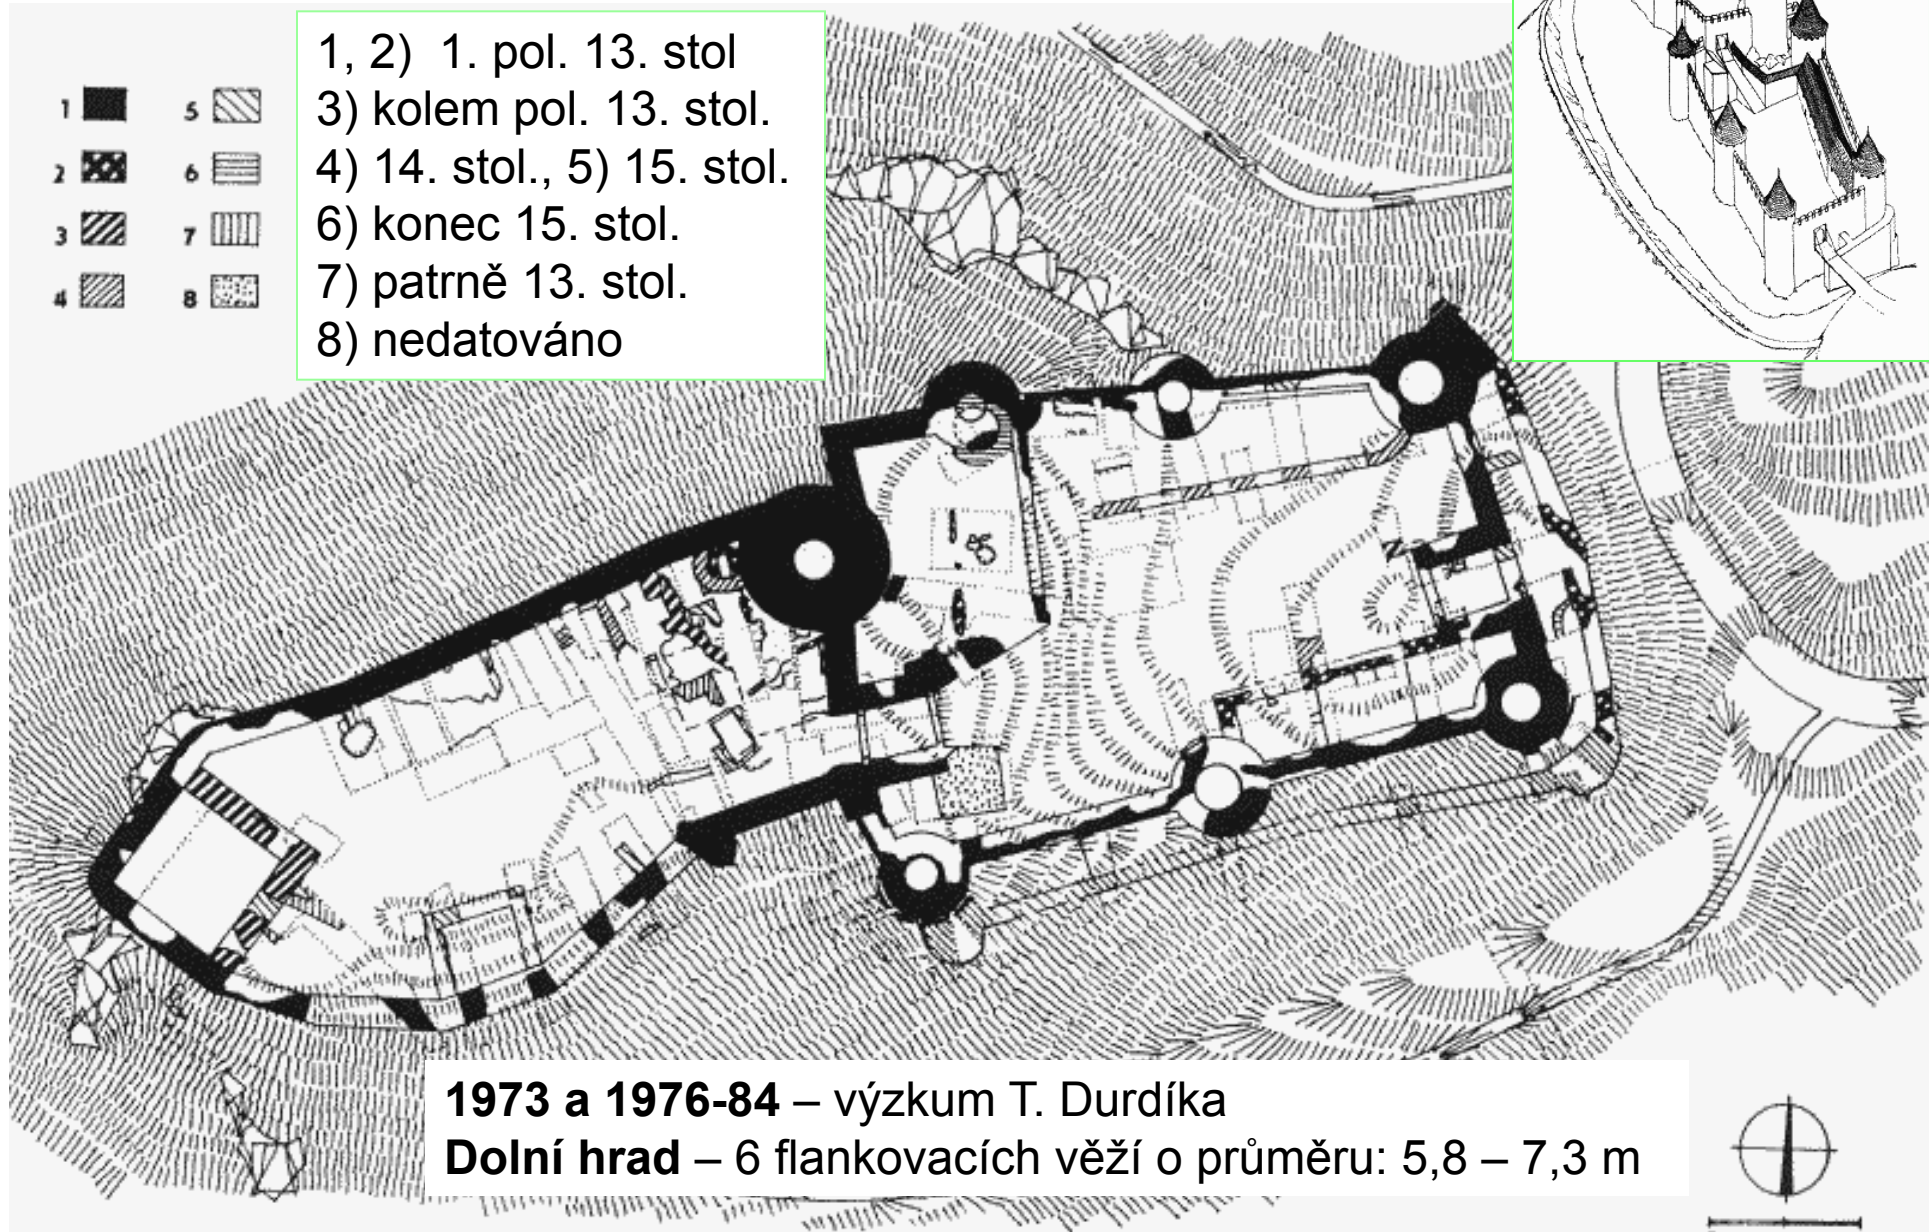 1, 2)  1. pol. 13. stol
3) kolem pol. 13. stol.
4) 14. stol., 5) 15. stol.
6) konec 15. stol.
7) patrně 13. stol.
8) nedatováno
1 5
2 6
3 7
4 8
1973 a 1976-84 – výzkum T. Durdíka
Dolní hrad – 6 flankovacích věží o průměru: 5,8 – 7,3 m